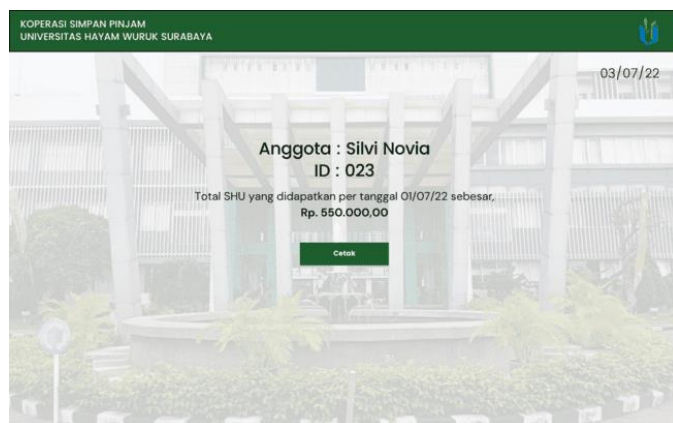 KOPERASI SIMPAN PINJAM
UNIVERSITAS HAYAM WURUK SURABAYA
03/07/22
Anggota : Silvi Novia
ID : 023
Total SHU yang didapatkan per tanggal 01/07/22 sebesar,
Rp. 550.000,00
Cetak